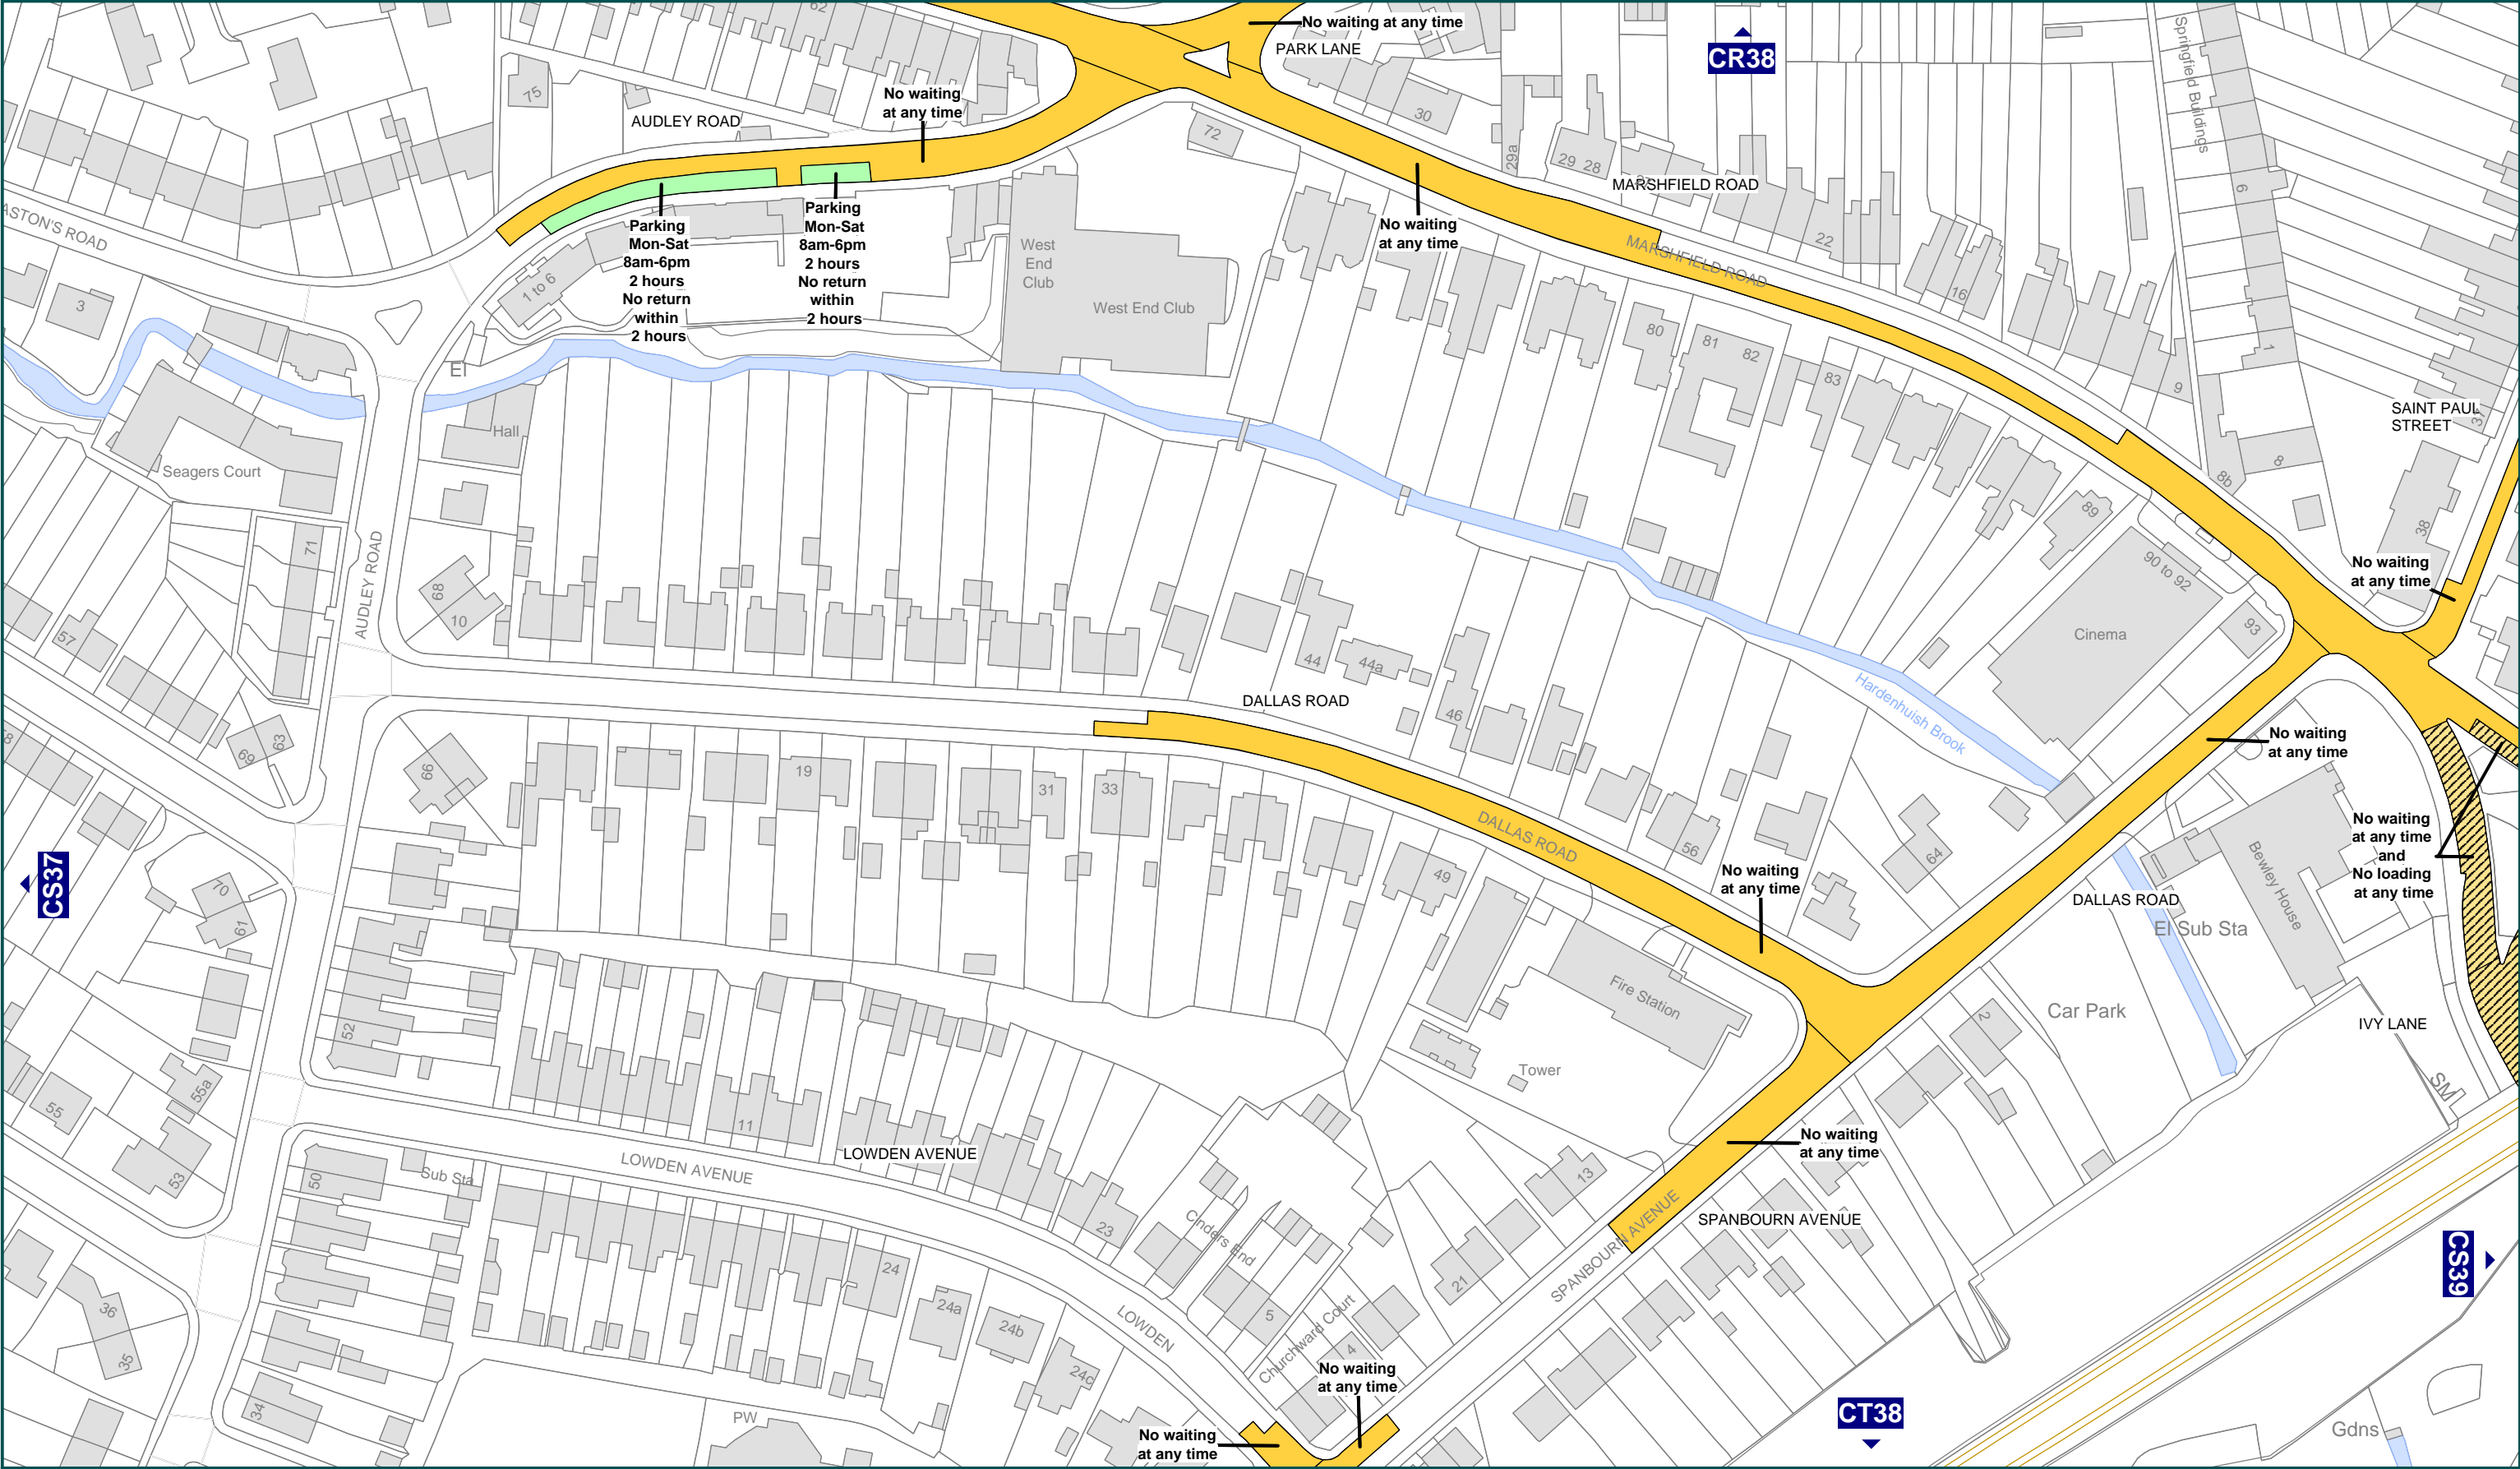 62
No waiting at any time
PARK LANE
CR38
Springfield Buildings
75
No waiting
at any time
AUDLEY ROAD
30
72
29a
29 28
MARSHFIELD ROAD
6
ASTON'S ROAD
Parking
Mon-Sat
8am-6pm
2 hours
No return
within
2 hours
Parking
Mon-Sat
8am-6pm
2 hours
No return
within
2 hours
West
End
Club
West End Club
No waiting
at any time
MARSHFIELD ROAD
22
16
1 to 6
3
80
81
82
83
1
9
El
SAINT PAUL
STREET
37
Hall
Seagers Court
8b
8
38
89
90 to 92
No waiting
at any time
71
AUDLEY ROAD
68
10
57
Cinema
93
44
44a
46
DALLAS ROAD
Hardenhuish Brook
69
63
66
19
31
33
No waiting
at any time
DALLAS ROAD
56
64
49
No waiting
at any time
No waiting
at any time
and
No loading
at any time
Bewley House
DALLAS ROAD
El Sub Sta
CS37
70
61
Fire Station
2
Car Park
IVY LANE
52
Tower
SM
55
55a
11
No waiting
at any time
LOWDEN AVENUE
LOWDEN AVENUE
50
Sub Sta
53
13
23
SPANBOURN AVENUE
SPANBOURN AVENUE
Cinders End
CS39
24
24a
24b
24c
21
5
36
35
LOWDEN
Churchward Court
4
No waiting
at any time
34
PW
No waiting
at any time
CT38
Gdns